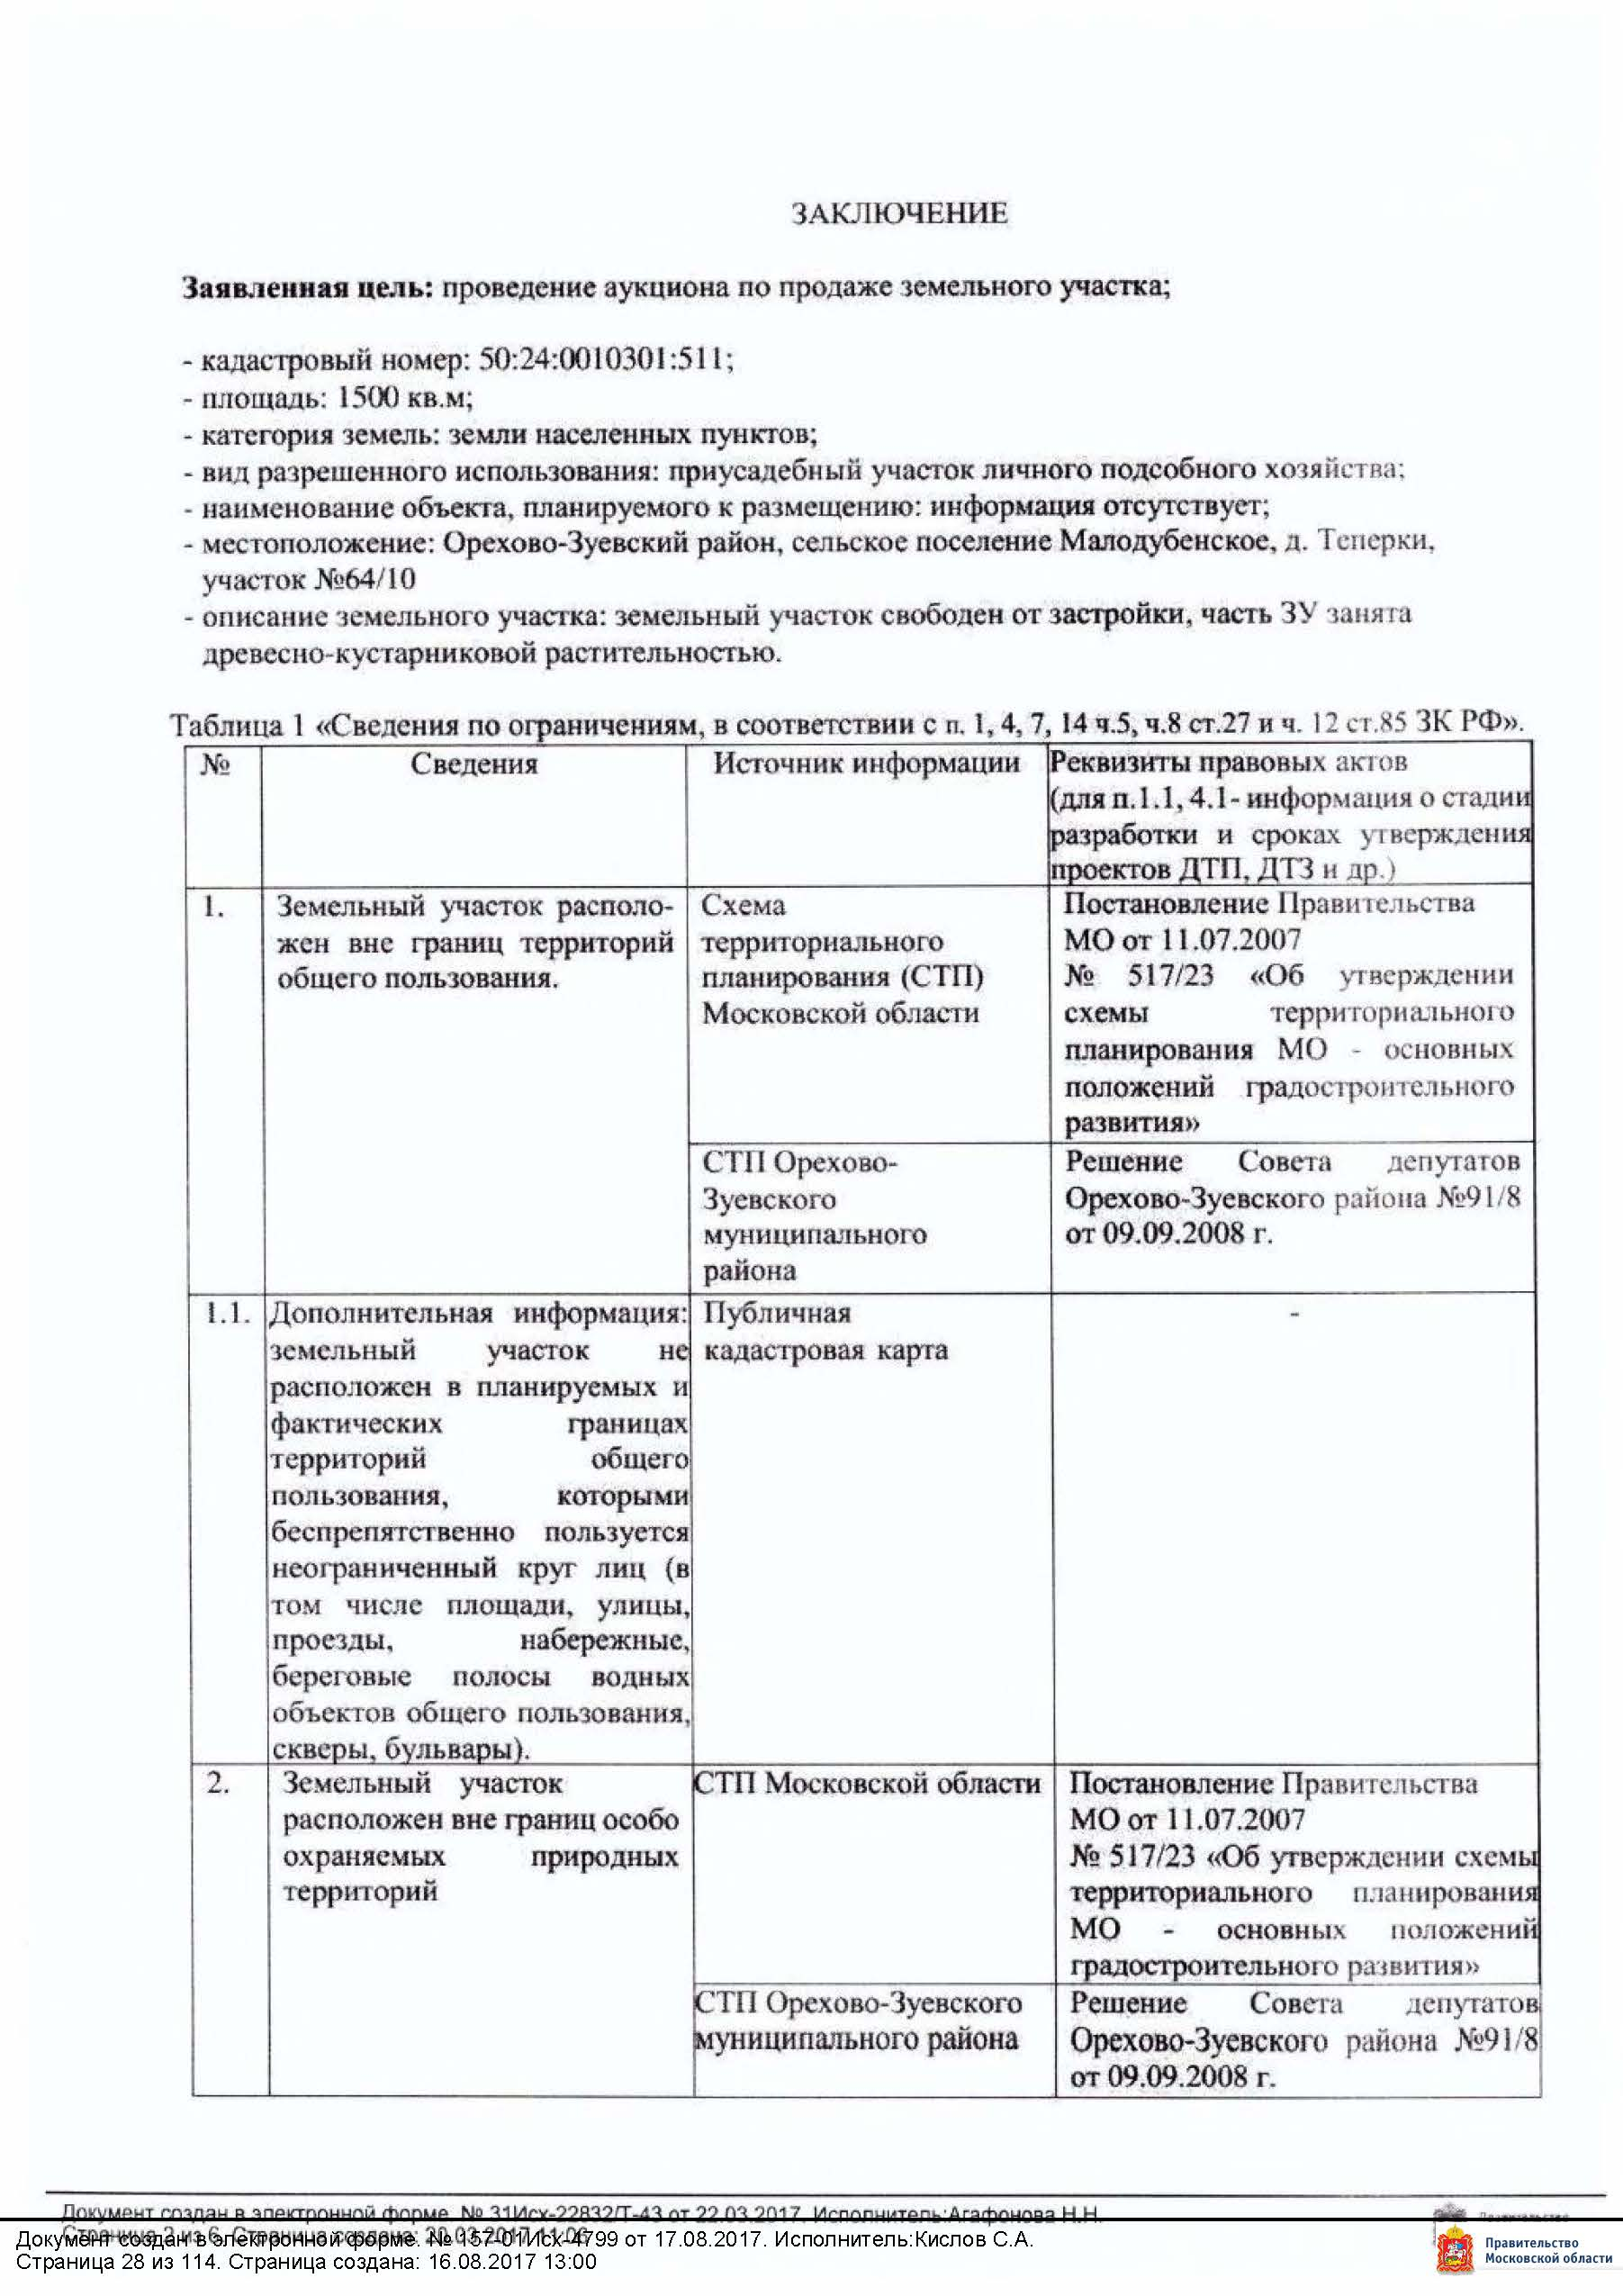 ЗАКЛЮЧЕНИЕ
Заявленная цель: проведение аукциона по продаже земельного участка;
- кадастровый номер: 50:24:0010301:511;
- площадь: 1500 кв.м;
- категория земель: земли населенных пунктов;
- вид разрешенного использования: приусадебный участок личного подсобного хозяйства;
- наименование объекта, планируемого к размещению: информация отсутствует;
- местоположение: Орехово-Зуевский район, сельское поселение Малодубенское, д. Теперки,
участок №64/10
- описание земельного участка: земельный участок свободен от застройки, часть ЗУ занята
древесно-кустарниковой растительностью.
Таблица 1 «Сведения по ограничениям, в соответствии с п. 1, 4, 7, 14 ч.5, ч.8 ст.27 и ч. 12 ст.85 ЗК РФ».
№
Сведения
Источник информации
Реквизиты правовых актов
(для п.1.1, 4.1- информация о стадии
разработки и сроках утверждения
проектов ДТП, ДТЗ и др.)
1.
Земельный участок располо-
жен вне границ территорий
общего пользования.
Схема
территориального
планирования (СТП)
Московской области
Постановление Правительства
МО от 11.07.2007
№ 517/23 «Об утверждении
схемы территориального
планирования МО - основных
положений градостроительного
развития»
СТП Орехово-
Зуевского
муниципального
района
Решение Совета депутатов
Орехово-Зуевского района №91/8
от 09.09.2008 г.
1.1.
Дополнительная информация:
земельный участок не
расположен в планируемых и
фактических границах
территорий общего
пользования, которыми
беспрепятственно пользуется
неограниченный круг лиц (в
том числе площади, улицы,
проезды, набережные,
береговые полосы водных
объектов общего пользования,
скверы, бульвары).
Публичная
кадастровая карта
-
2.
Земельный участок
расположен вне границ особо
охраняемых природных
территорий
СТП Московской области
Постановление Правительства
МО от 11.07.2007
№ 517/23 «Об утверждении схемы
территориального планирования
МО - основных положений
градостроительного развития»
СТП Орехово-Зуевского
муниципального района
Решение Совета депутатов
Орехово-Зуевского района №91/8
от 09.09.2008 г.
Документ создан в электронной форме. № 31Исх-22832/Т-43 от 22.03.2017. Исполнитель:Агафонова Н.Н.
Страница 2 из 6. Страница создана: 20.03.2017 11:06
Документ создан в электронной форме. № 157-01Исх-4799 от 17.08.2017. Исполнитель:Кислов С.А.
Страница 28 из 114. Страница создана: 16.08.2017 13:00
Правительство
Московской области